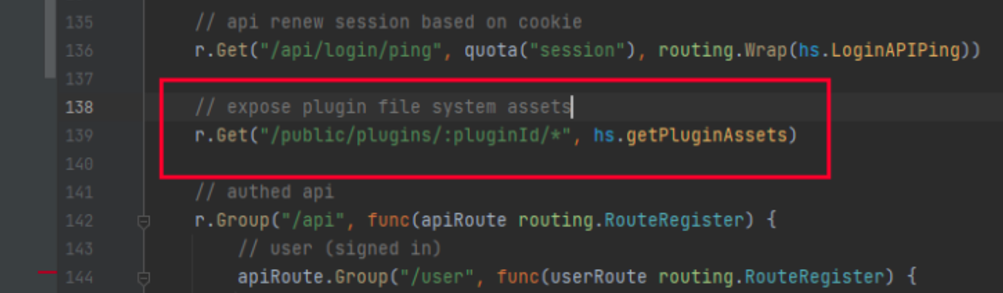 135 // api renew session based on cookie
136 r.Get("/api/login/ping", quota("session"), routing.Wrap(hs.LoginAPIPing))
137
138 // expose plugin file system assets
139 r.Get("/public/plugins/:pluginId/*", hs.getPluginAssets)
140
141 // authed api
142 r.Group("/api", func(apiRoute routing.RouteRegister) {
143 // user (signed in)
144 apiRoute.Group("/user", func(userRoute routing.RouteRegister) {